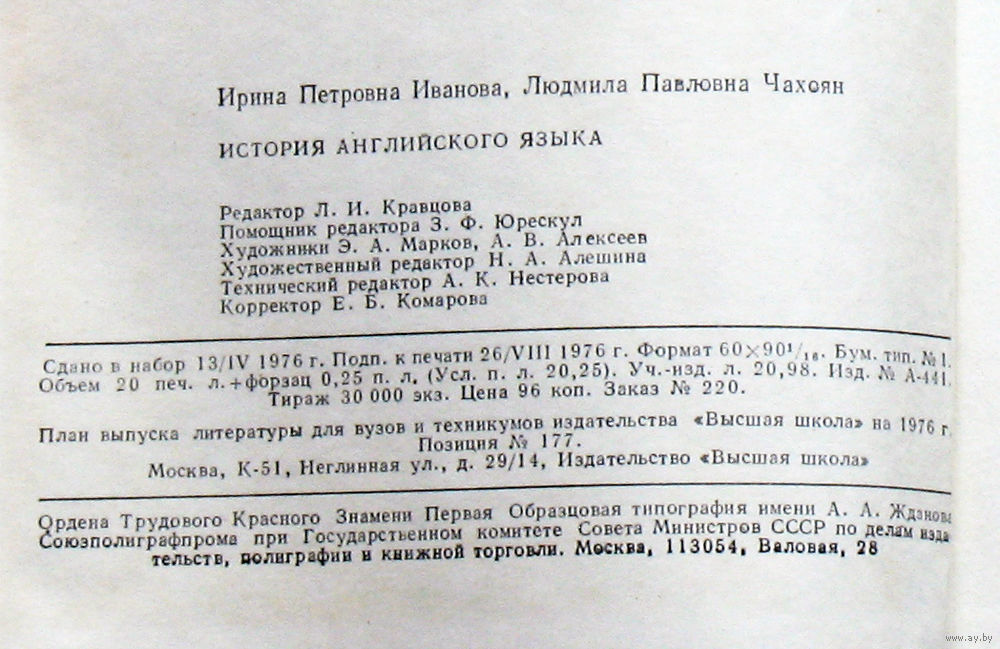 Ирина Петровна Иванова, Людмила Павловна Чахоян
ИСТОРИЯ АНГЛИЙСКОГО ЯЗЫКА
Редактор Л. И. Кравцова
Помощник редактора З. Ф. Юрескул
Художники Э. А. Марков, А. В. Алексеев
Художественный редактор Н. А. Алешина
Технический редактор А. К. Нестерова
Корректор Е. Б. Комарова
Сдано в набор 13/IV 1976 г. Подп. к печати 26/VIII 1976 г. Формат 60×90¹/₁₆. Бум. тип. № 1.
Объем 20 печ. л.+форзац 0,25 п. л. (Усл. п. л. 20,25). Уч.-изд. л. 20,98. Изд. № А-441.
Тираж 30 000 экз. Цена 96 коп. Заказ № 220.
План выпуска литературы для вузов и техникумов издательства «Высшая школа» на 1976 г.
Позиция № 177.
Москва, К-51, Неглинная ул., д. 29/14, Издательство «Высшая школа»
Ордена Трудового Красного Знамени Первая Образцовая типография имени А. А. Жданова
Союзполиграфпрома при Государственном комитете Совета Министров СССР по делам изда
тельств, полиграфии и книжной торговли. Москва, 113054, Валовая, 28
www.ay.by